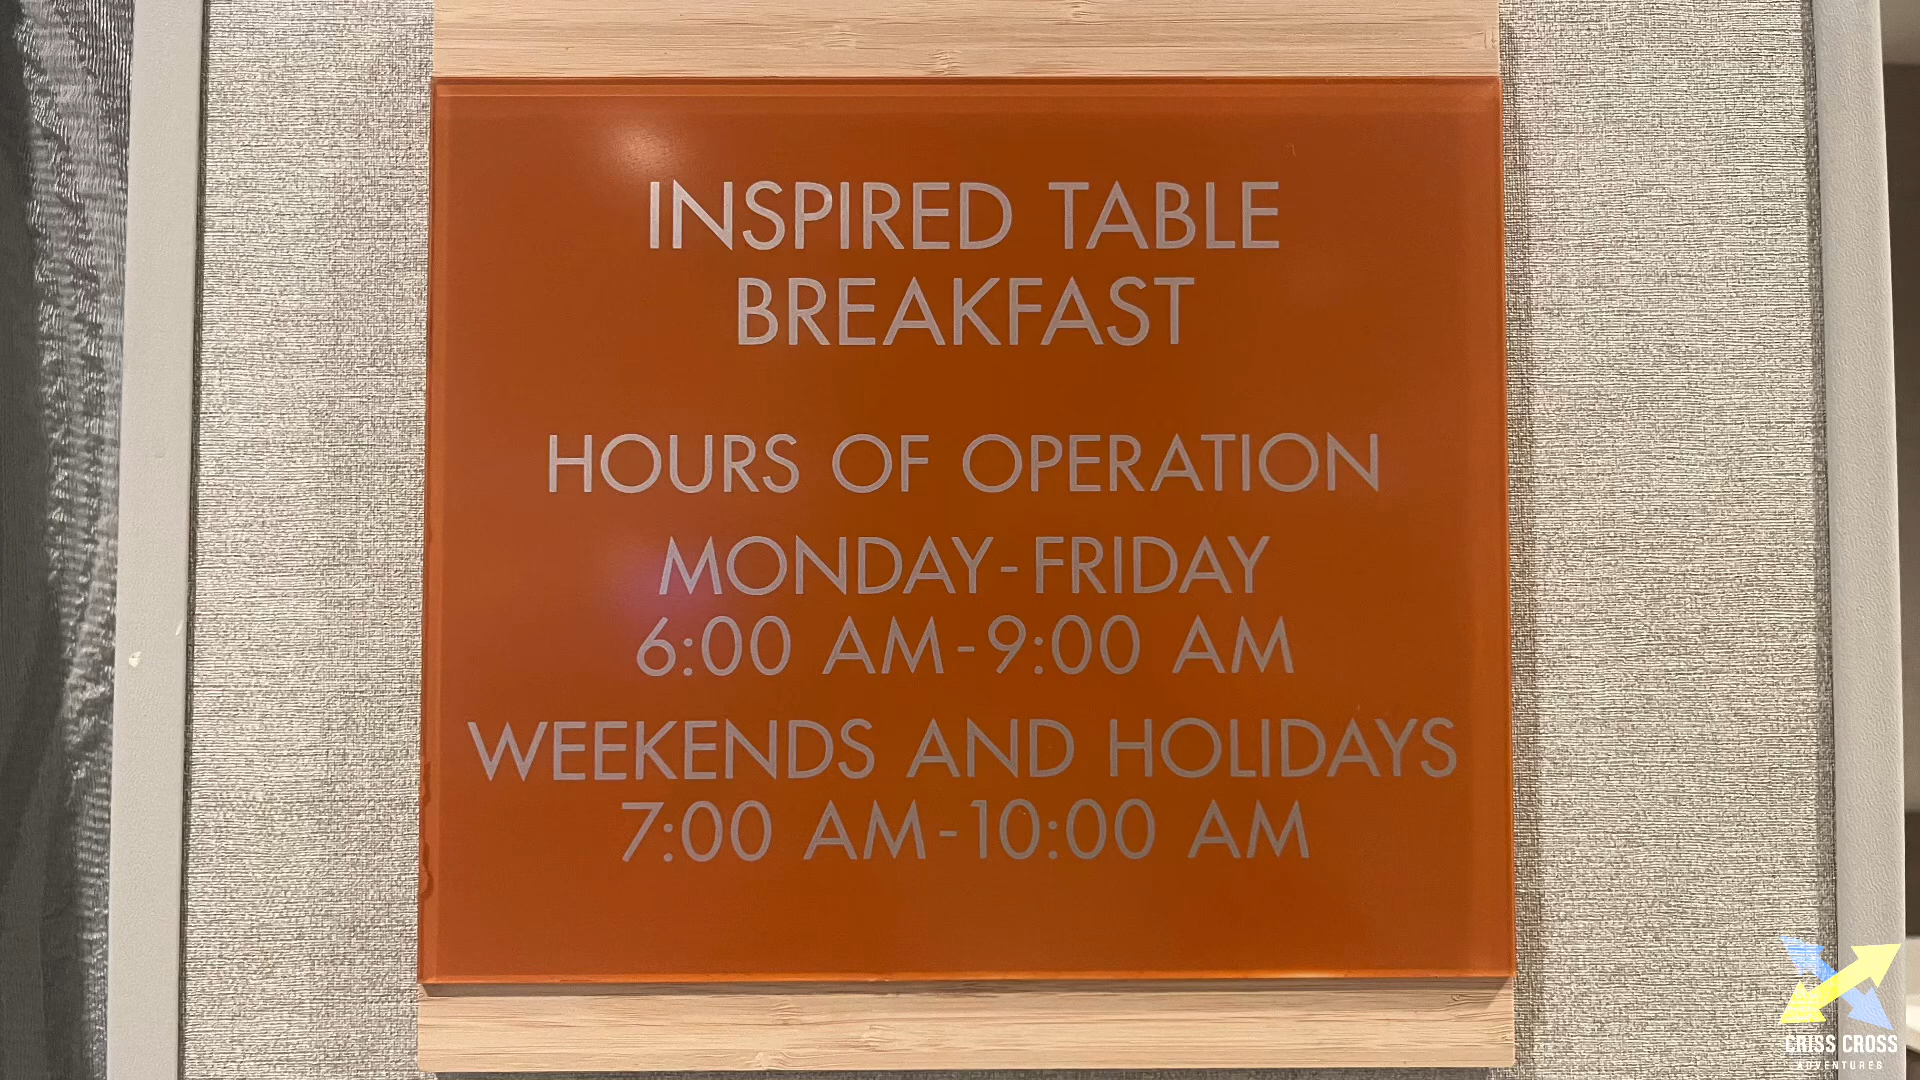 INSPIRED TABLE
BREAKFAST
HOURS OF OPERATION
MONDAY-FRIDAY
6:00 AM-9:00 AM
WEEKENDS AND HOLIDAYS
7:00 AM-10:00 AM
CRISS CROSS
ADVENTURES